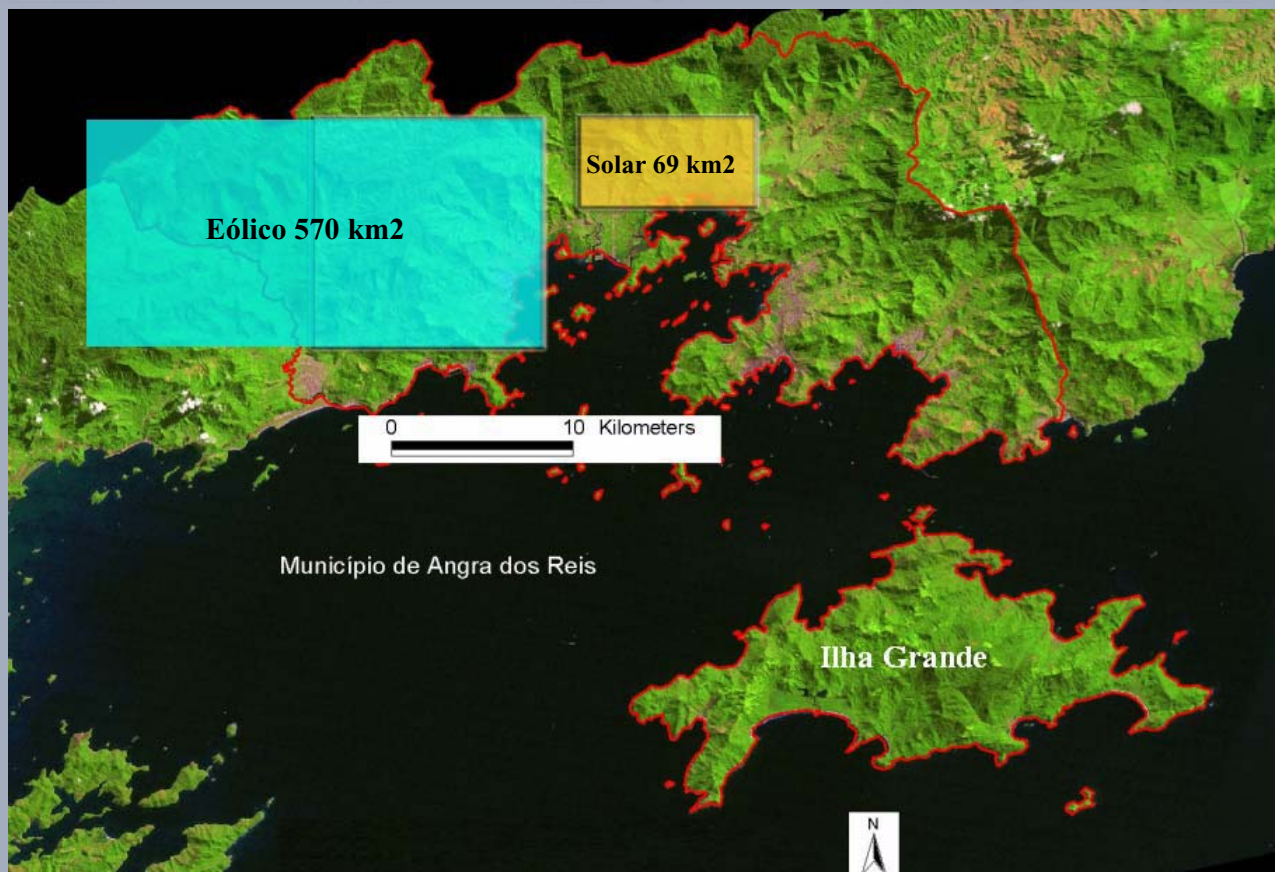 Solar 69 km2
Eólico 570 km2
0 10 Kilometers
Município de Angra dos Reis
Ilha Grande
N